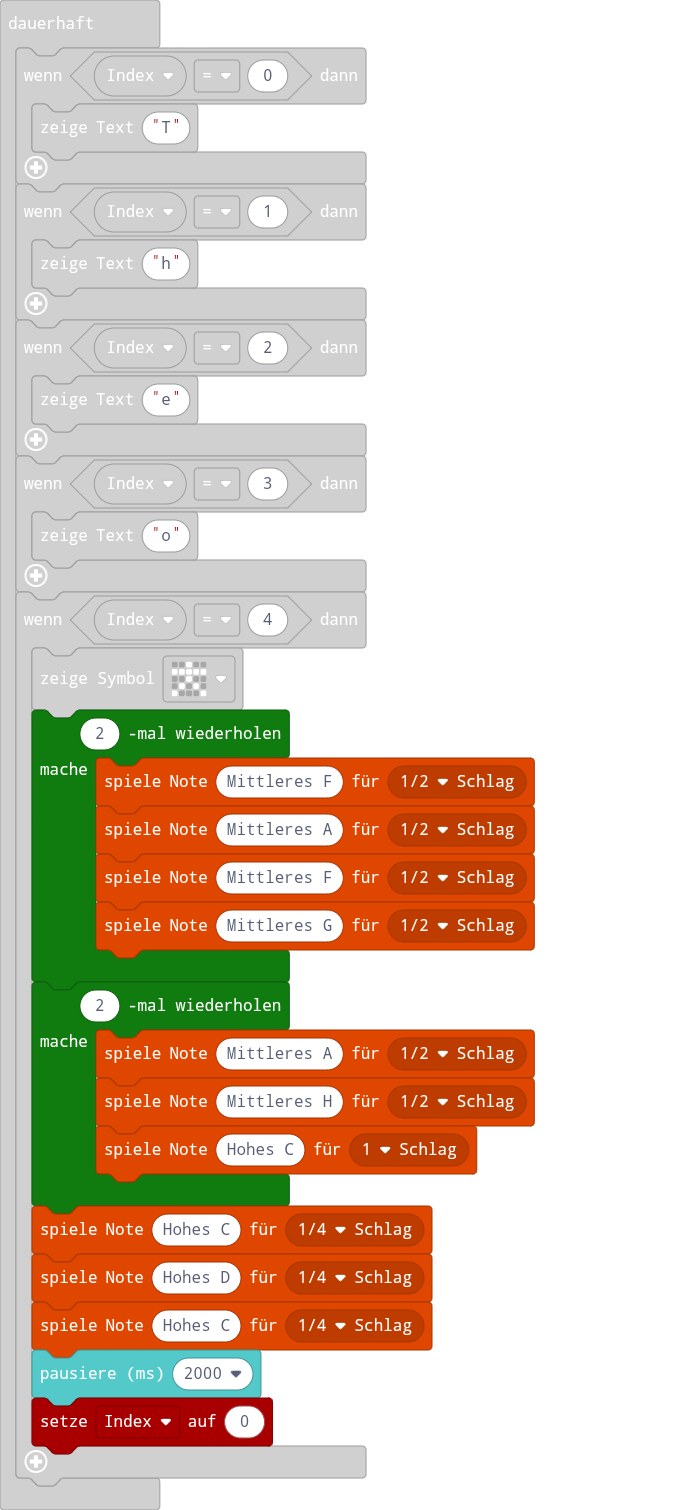 dauerhaft
wenn Index = 0 dann
zeige Text "T"
wenn Index = 1 dann
zeige Text "h"
wenn Index = 2 dann
zeige Text "e"
wenn Index = 3 dann
zeige Text "o"
wenn Index = 4 dann
zeige Symbol
2 -mal wiederholen
mache
spiele Note Mittleres F für 1/2 Schlag
spiele Note Mittleres A für 1/2 Schlag
spiele Note Mittleres F für 1/2 Schlag
spiele Note Mittleres G für 1/2 Schlag
2 -mal wiederholen
mache
spiele Note Mittleres A für 1/2 Schlag
spiele Note Mittleres H für 1/2 Schlag
spiele Note Hohes C für 1 Schlag
spiele Note Hohes C für 1/4 Schlag
spiele Note Hohes D für 1/4 Schlag
spiele Note Hohes C für 1/4 Schlag
pausiere (ms) 2000
setze Index auf 0